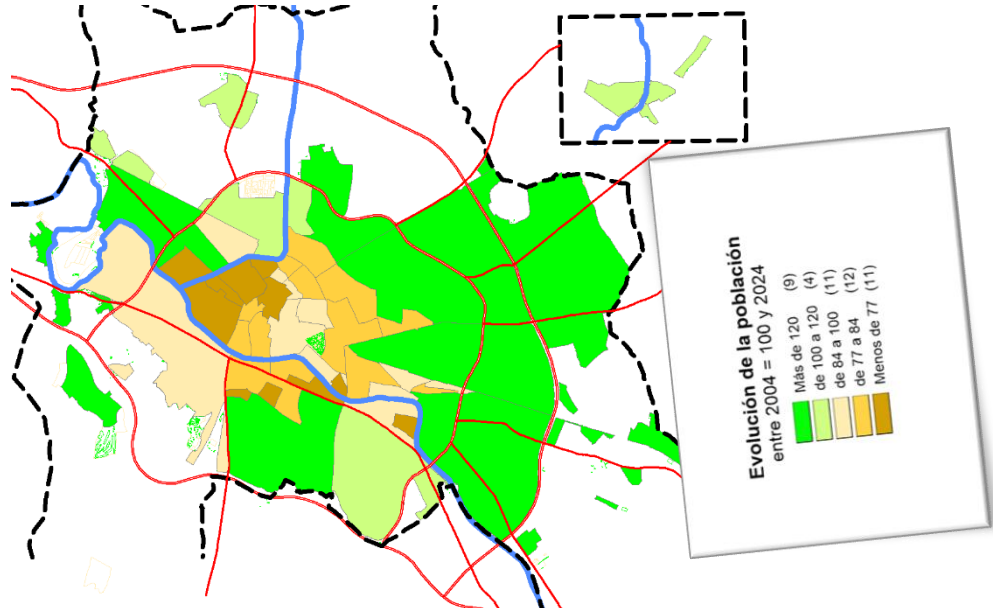 Evolución de la población
entre 2004 = 100 y 2024
Más de 120 (9)
de 100 a 120 (4)
de 84 a 100 (11)
de 77 a 84 (12)
Menos de 77 (11)